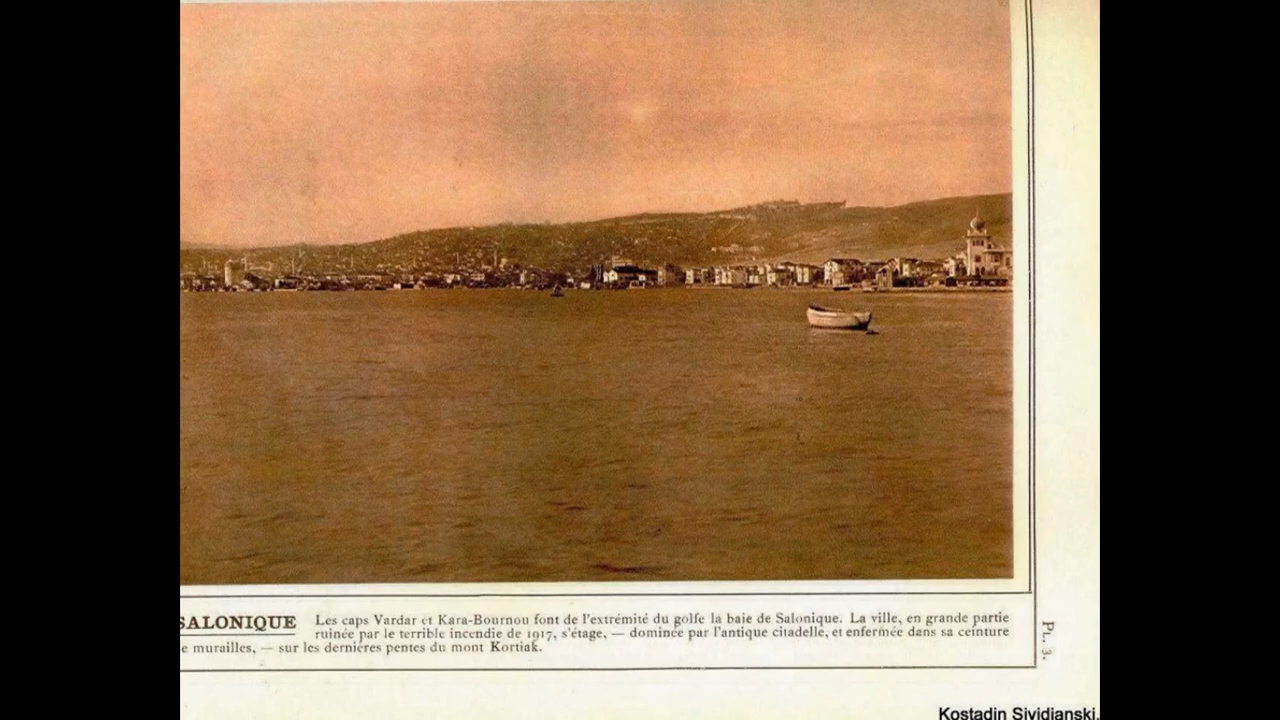 SALONIQUE Les caps Vardar et Kara-Bournou font de l'extrémité du golfe la baie de Salonique. La ville, en grande partie
ruinée par le terrible incendie de 1917, s'étage, — dominée par l'antique citadelle, et enfermée dans sa ceinture
e murailles, — sur les dernières pentes du mont Kortiak.
PL. 3.
Kostadin Sividianski.